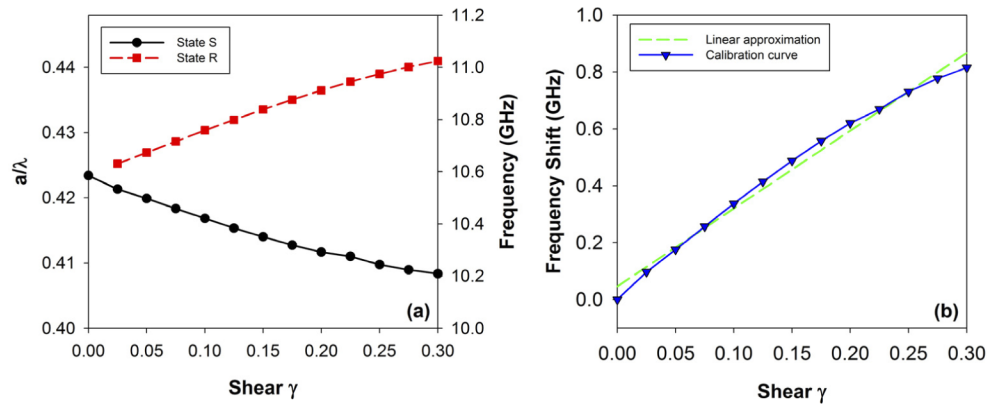 State S
State R
0.44
0.43
0.42
0.41
0.40
a/λ
11.2
11.0
10.8
10.6
10.4
10.2
10.0
Frequency (GHz)
(a)
0.00 0.05 0.10 0.15 0.20 0.25 0.30
Shear γ
Linear approximation
Calibration curve
1.0
0.8
0.6
0.4
0.2
0.0
Frequency Shift (GHz)
(b)
0.00 0.05 0.10 0.15 0.20 0.25 0.30
Shear γ